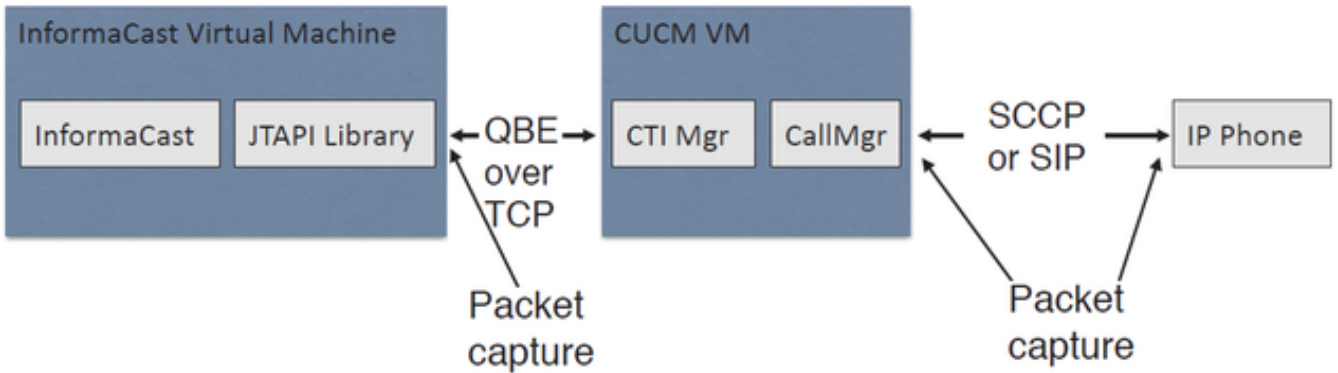 InformaCast Virtual Machine
InformaCast
JTAPI Library
QBE
over
TCP
Packet
capture
CUCM VM
CTI Mgr
CallMgr
SCCP
or SIP
IP Phone
Packet
capture